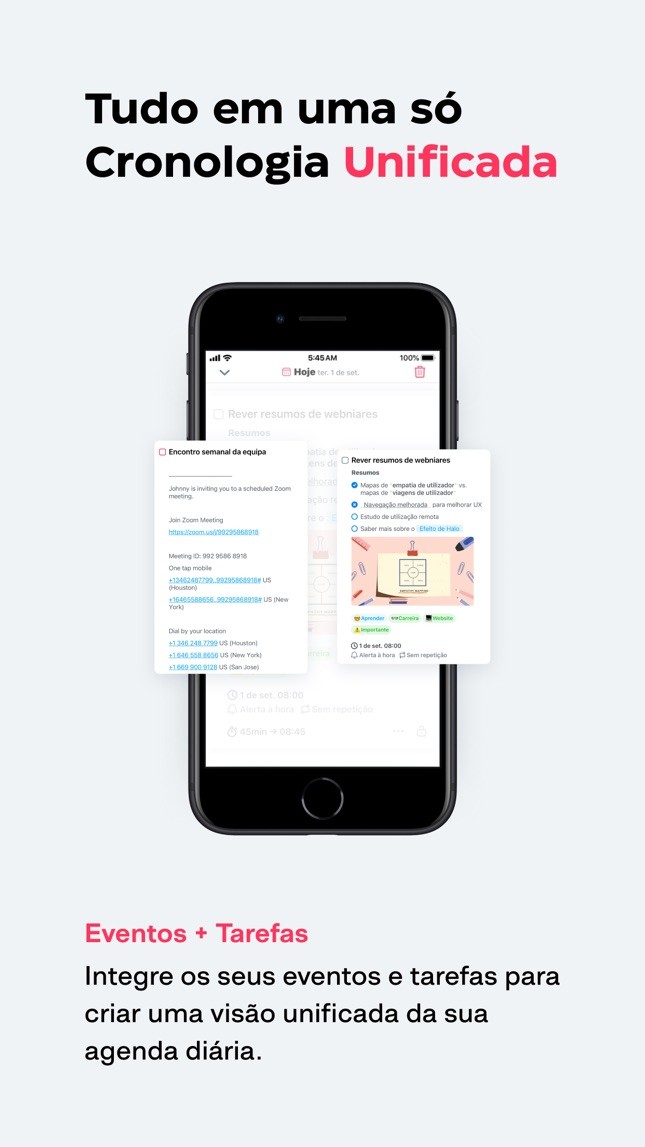 Tudo em uma só
Cronologia Unificada
5:45 AM
100%
Hoje ter. 1 de set.
Rever resumos de webniares
Resumos
Encontro semanal da equipa
Johnny is inviting you to a scheduled Zoom
meeting.
Join Zoom Meeting
https://zoom.us/j/99295868918
Meeting ID: 992 9586 8918
One tap mobile
+13462487799,,99295868918# US
(Houston)
+16465588656,,99295868918# US (New
York)
Dial by your location
+1 346 248 7799 US (Houston)
+1 646 558 8656 US (New York)
+1 669 900 9128 US (San Jose)
Rever resumos de webniares
Resumos
Mapas de "empatia de utilizador" vs.
mapas de "viagens de utilizador"
Navegação melhorada para melhorar UX
Estudo de utilização remota
Saber mais sobre o Efeito de Halo
Aprender Carreira Website
Importante
1 de set. 08:00
Alerta à hora Sem repetição
1 de set. 08:00
Alerta à hora Sem repetição
45min → 08:45
Eventos + Tarefas
Integre os seus eventos e tarefas para
criar uma visão unificada da sua
agenda diária.